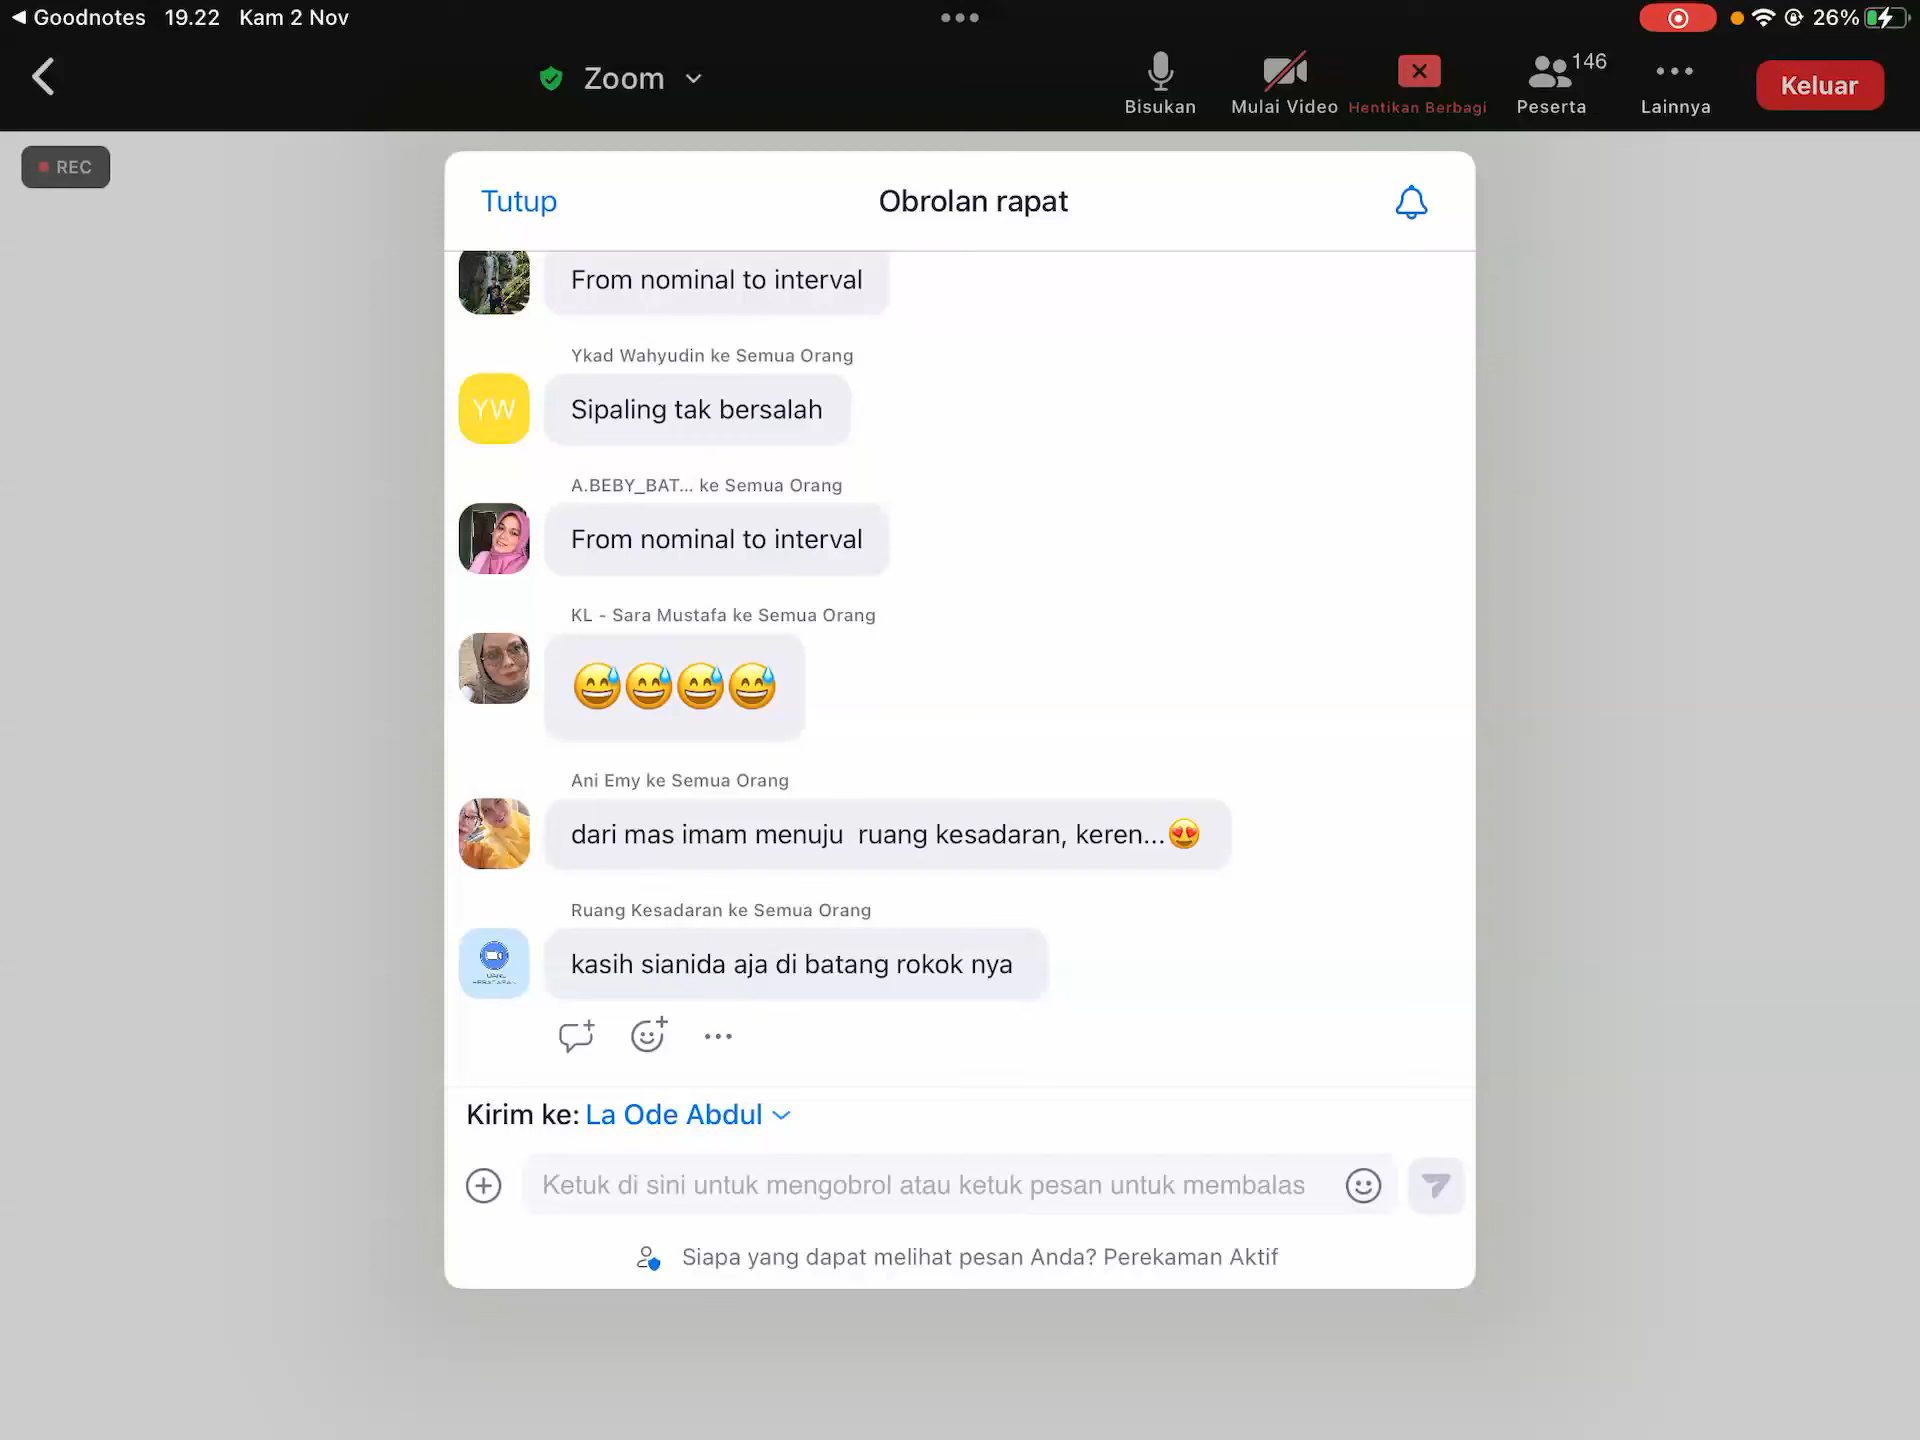 Goodnotes 19.22 Kam 2 Nov
26%
Zoom
Bisukan
Mulai Video
Hentikan Berbagi
146
Peserta
Lainnya
Keluar
REC
Tutup
Obrolan rapat
From nominal to interval
Ykad Wahyudin ke Semua Orang
YW
Sipaling tak bersalah
A.BEBY_BAT... ke Semua Orang
From nominal to interval
KL - Sara Mustafa ke Semua Orang
😅😅😅😅
Ani Emy ke Semua Orang
dari mas imam menuju  ruang kesadaran, keren...😍
Ruang Kesadaran ke Semua Orang
kasih sianida aja di batang rokok nya
Kirim ke: La Ode Abdul
Ketuk di sini untuk mengobrol atau ketuk pesan untuk membalas
Siapa yang dapat melihat pesan Anda? Perekaman Aktif